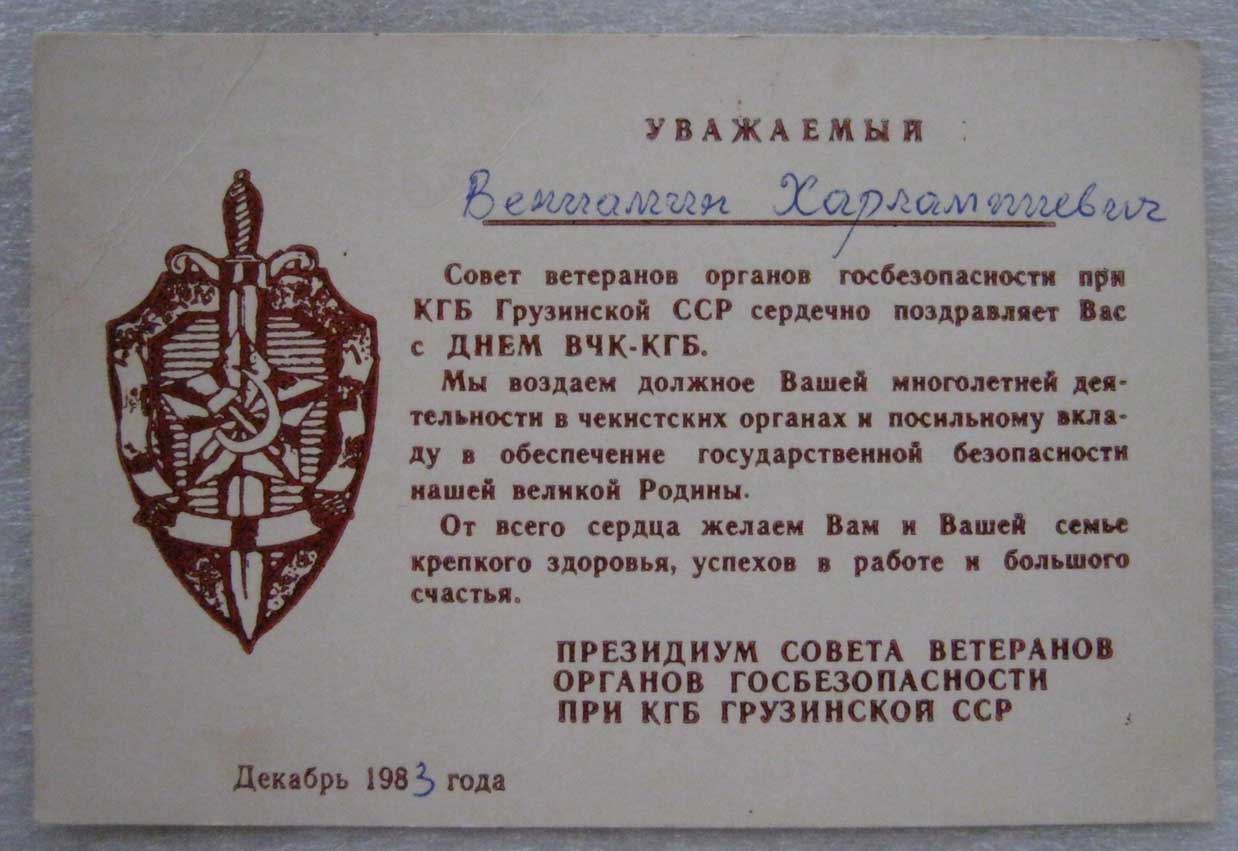 УВАЖАЕМЫЙ
Вениамин Харлампиевич
Совет ветеранов органов госбезопасности при
КГБ Грузинской ССР сердечно поздравляет Вас
с ДНЕМ ВЧК-КГБ.
Мы воздаем должное Вашей многолетней дея-
тельности в чекистских органах и посильному вкла-
ду в обеспечение государственной безопасности
нашей великой Родины.
От всего сердца желаем Вам и Вашей семье
крепкого здоровья, успехов в работе и большого
счастья.
ПРЕЗИДИУМ СОВЕТА ВЕТЕРАНОВ
ОРГАНОВ ГОСБЕЗОПАСНОСТИ
ПРИ КГБ ГРУЗИНСКОЙ ССР
Декабрь 1983 года